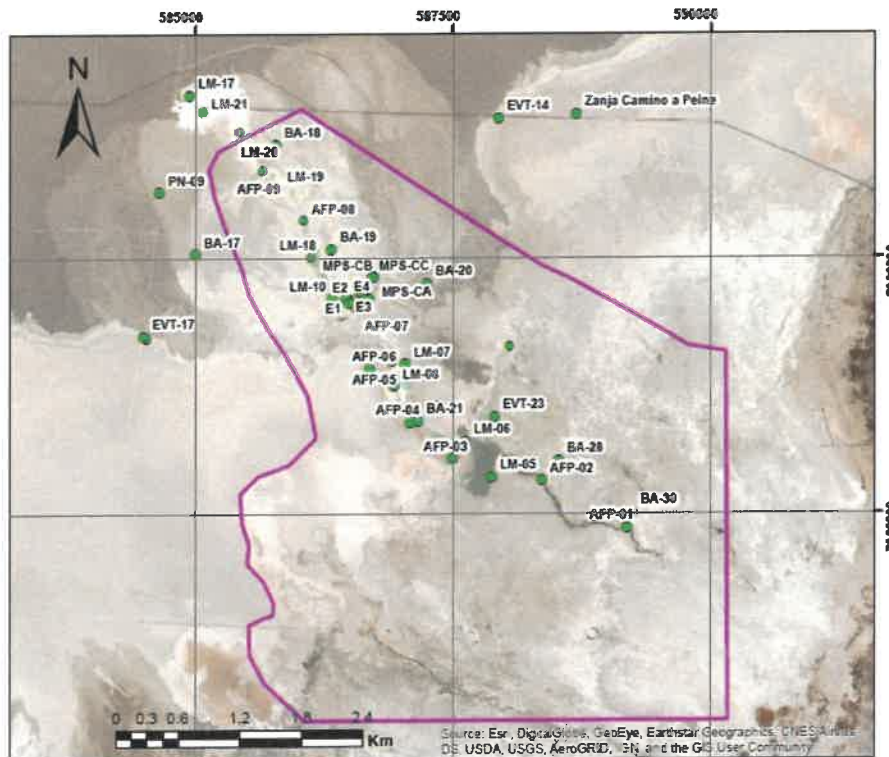 585000 587500 590000
N
LM-17
LM-21
EVT-14
Zanja Camino a Peine
BA-18
LM-20
LM-19
AFP-09
PN-09
AFP-08
BA-17
BA-19
LM-18
MPS-CB
MPS-CC
BA-20
LM-10
E2
E4
MPS-CA
E1
E3
AFP-07
EVT-17
AFP-06
LM-07
AFP-05
AFP-04
BA-21
EVT-23
LM-06
AFP-03
LM-05
AFP-02
BA-30
AFP-01
0 0.3 0.6 1.2 1.8 2.4
Km
Source: Esri, DigitalGlobe, GeoEye, Earthstar Geographics, CNES/Airbus
DS, USDA, USGS, AeroGRID, IGN, and the GIS User Community